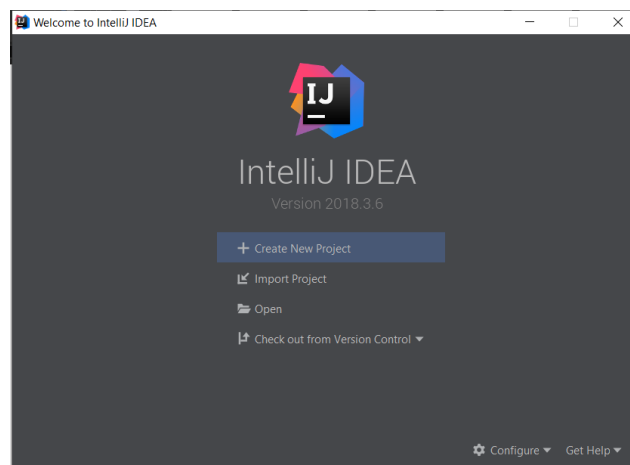 Welcome to IntelliJ IDEA
IJ
IntelliJ IDEA
Version 2018.3.6
Create New Project
Import Project
Open
Check out from Version Control
Configure Get Help